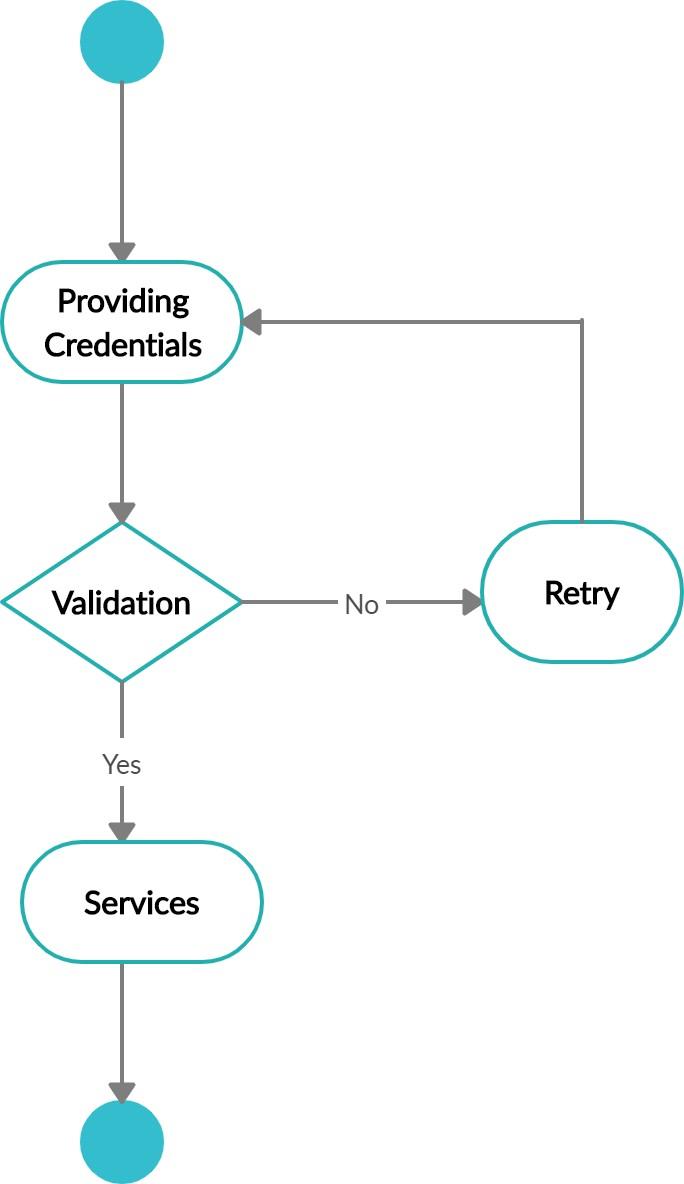 Providing
Credentials
Validation
No
Retry
Yes
Services